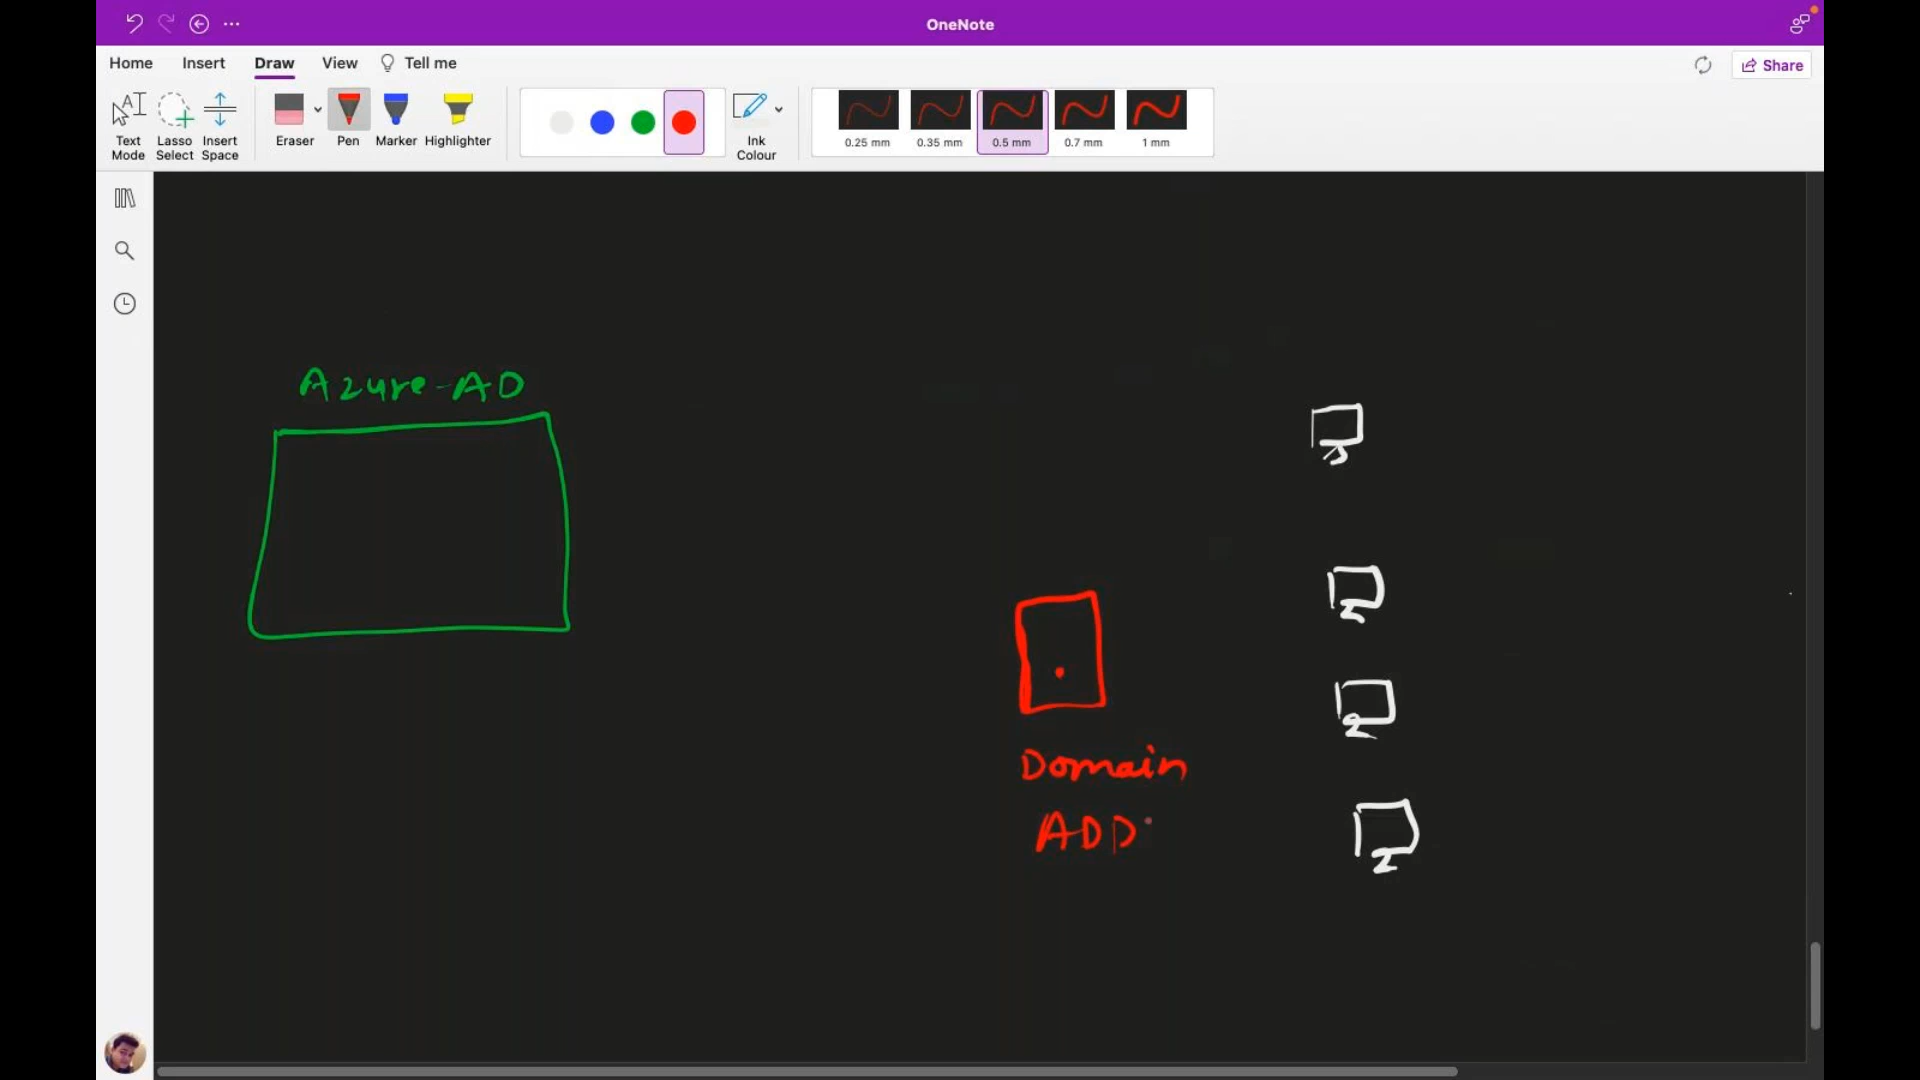 OneNote
Home Insert Draw View Tell me
Share
Text Mode
Lasso Select
Insert Space
Eraser
Pen
Marker
Highlighter
Ink Colour
0.25 mm
0.35 mm
0.5 mm
0.7 mm
1 mm
Azure-AD
Domain
ADD